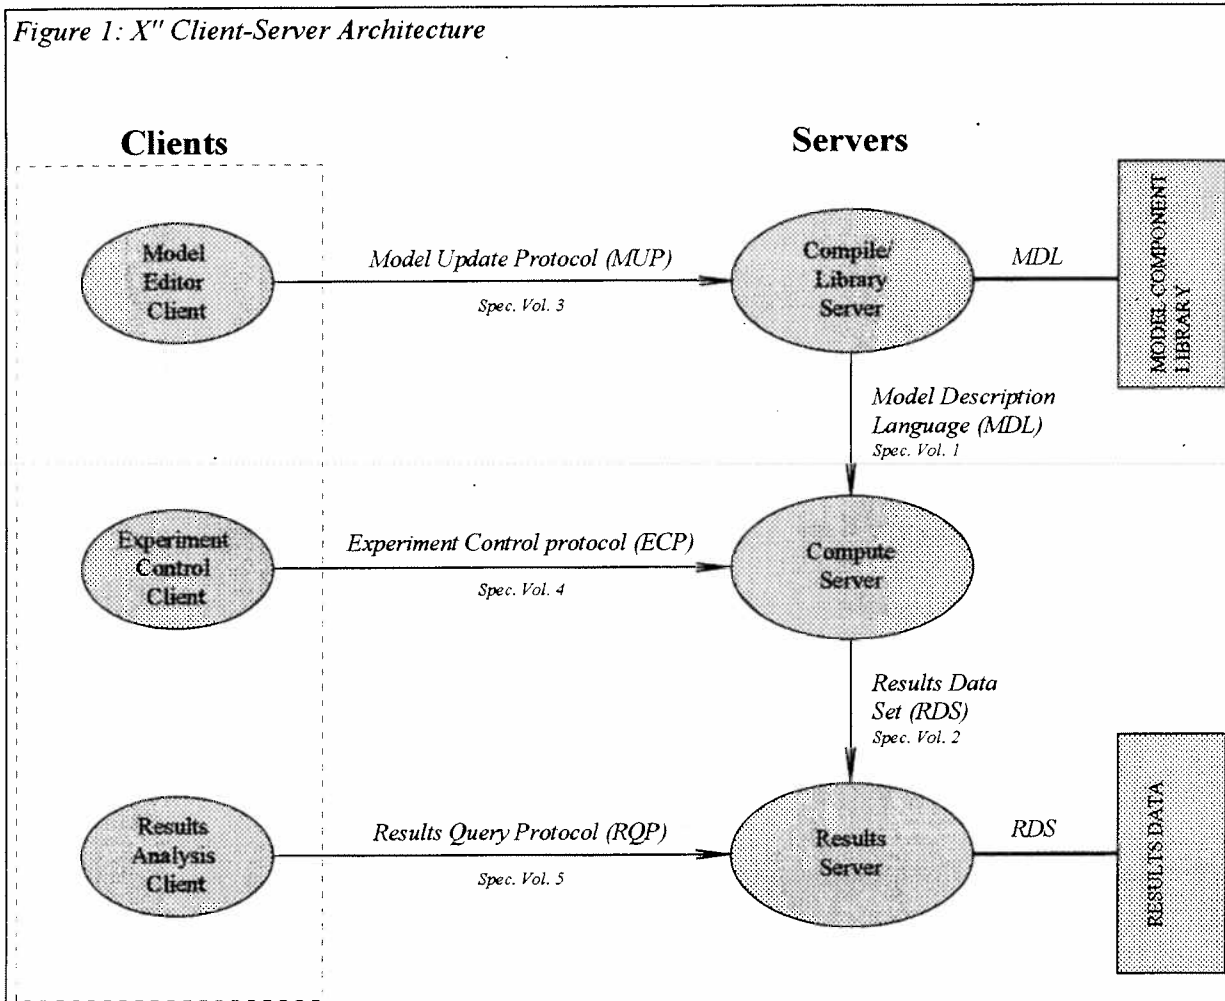 Figure 1: X" Client-Server Architecture
Clients
Servers
Model
Editor
Client
Model Update Protocol (MUP)
Spec. Vol. 3
Compile/
Library
Server
MDL
MODEL COMPONENT
LIBRARY
Model Description
Language (MDL)
Spec. Vol. 1
Experiment
Control
Client
Experiment Control protocol (ECP)
Spec. Vol. 4
Compute
Server
Results Data
Set (RDS)
Spec. Vol. 2
Results
Analysis
Client
Results Query Protocol (RQP)
Spec. Vol. 5
Results
Server
RDS
RESULTS DATA